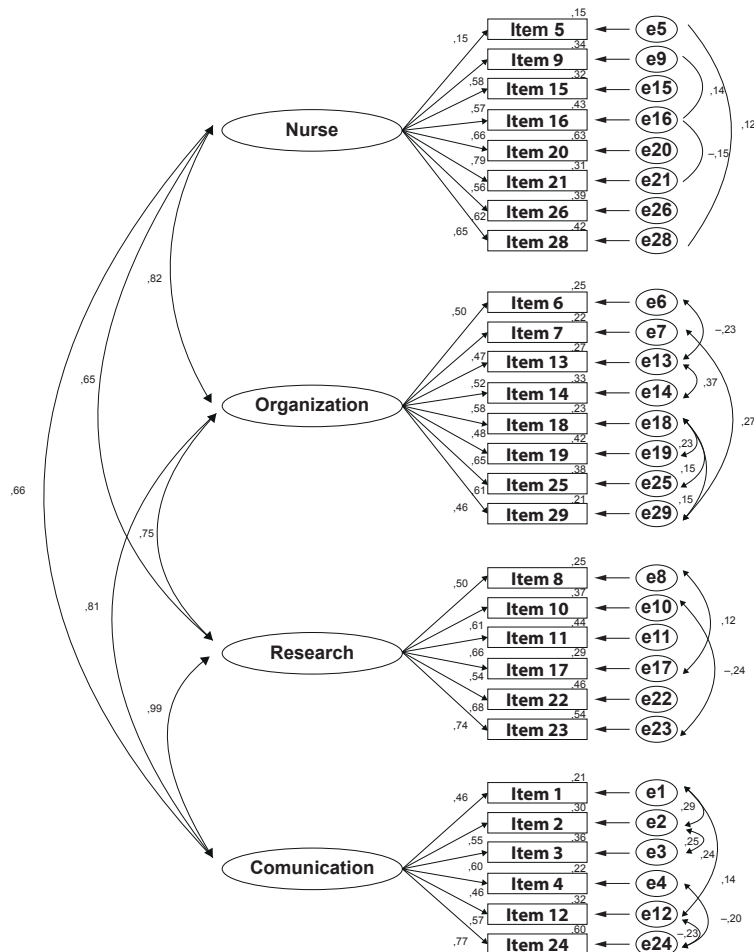 ,15
Item 5
e5
,15
,34
Item 9
e9
,58
,32
Item 15
e15
,14
,57
,43
Item 16
e16
,12
Nurse
,66
,63
Item 20
e20
–,15
,79
,31
Item 21
e21
,56
,39
Item 26
e26
,62
,42
Item 28
e28
,65
,82
,25
Item 6
e6
,50
–,23
,22
Item 7
e7
,47
,27
Item 13
e13
,37
,52
,33
Item 14
e14
,65
Organization
,58
,23
Item 18
e18
,27
,48
,42
Item 19
e19
,23
,65
,38
Item 25
e25
,15
,61
,21
Item 29
e29
,15
,46
,66
,75
,25
Item 8
e8
,50
,37
Item 10
e10
,12
,81
,61
,44
Item 11
e11
Research
,66
,29
Item 17
e17
–,24
,54
,46
Item 22
e22
,68
,54
Item 23
e23
,74
,99
,21
Item 1
e1
,46
,29
,30
Item 2
e2
,55
,36
Item 3
e3
,25
,24
,60
,22
Item 4
e4
,14
Comunication
,46
,32
Item 12
e12
–,20
,57
,60
Item 24
e24
–,23
,77